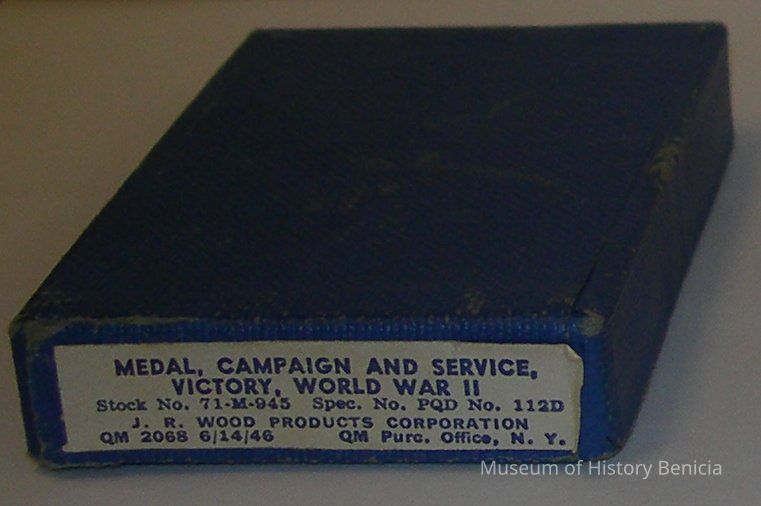 MEDAL, CAMPAIGN AND SERVICE,
VICTORY, WORLD WAR II
Stock No. 71-M-945 Spec. No. PQD No. 112D
J. R. WOOD PRODUCTS CORPORATION
QM 2068 6/14/46 QM Purc. Office, N. Y.
Museum of History Benicia